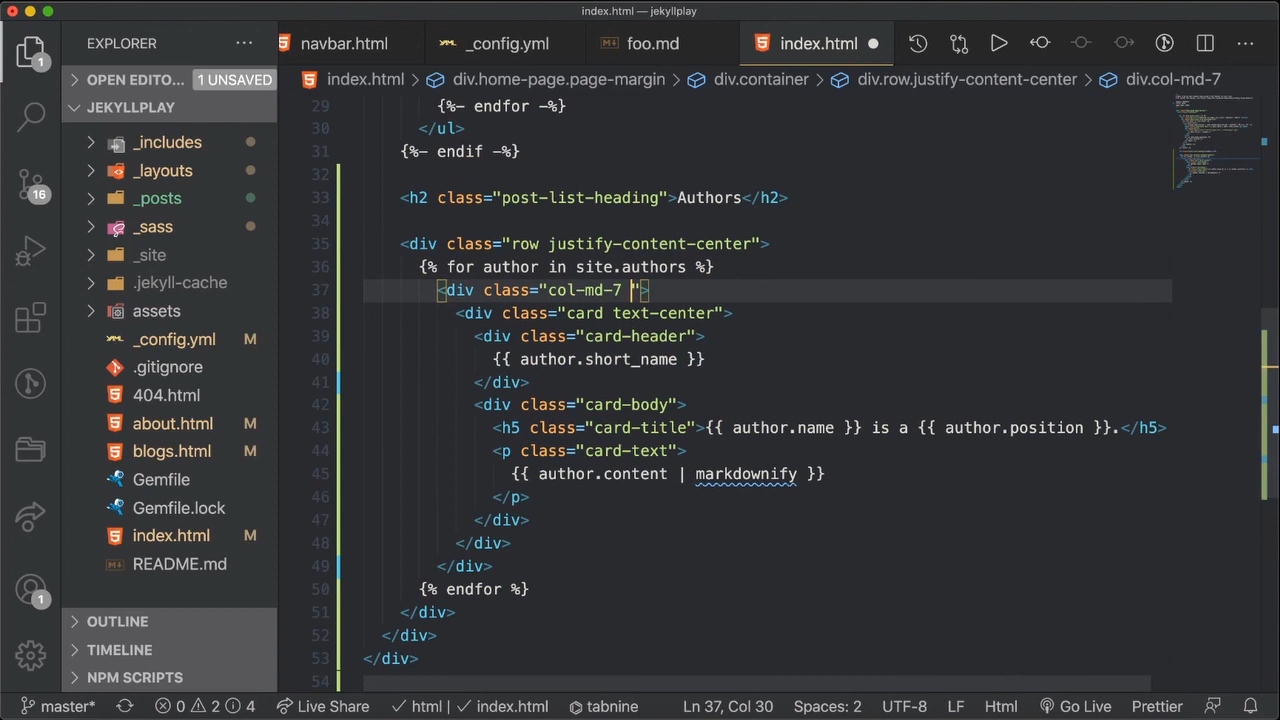 index.html — jekyllplay
EXPLORER
navbar.html
_config.yml
foo.md
index.html
OPEN EDITO... 1 UNSAVED
index.html > div.home-page.page-margin > div.container > div.row.justify-content-center > div.col-md-7
JEKYLLPLAY
_includes
_layouts
_posts
_sass
_site
.jekyll-cache
assets
_config.yml M
.gitignore
404.html
about.html M
blogs.html M
Gemfile
Gemfile.lock
index.html M
README.md
OUTLINE
TIMELINE
NPM SCRIPTS
1
16
1
29 {%- endfor -%}
30 </ul>
31 {%- endif -%}
32
33 <h2 class="post-list-heading">Authors</h2>
34
35 <div class="row justify-content-center">
36 {% for author in site.authors %}
37 <div class="col-md-7 ">
38 <div class="card text-center">
39 <div class="card-header">
40 {{ author.short_name }}
41 </div>
42 <div class="card-body">
43 <h5 class="card-title">{{ author.name }} is a {{ author.position }}.</h5>
44 <p class="card-text">
45 {{ author.content | markdownify }}
46 </p>
47 </div>
48 </div>
49 </div>
50 {% endfor %}
51 </div>
52 </div>
53 </div>
54
master* 0 2 4 Live Share html index.html tabnine Ln 37, Col 30 Spaces: 2 UTF-8 LF Html Go Live Prettier